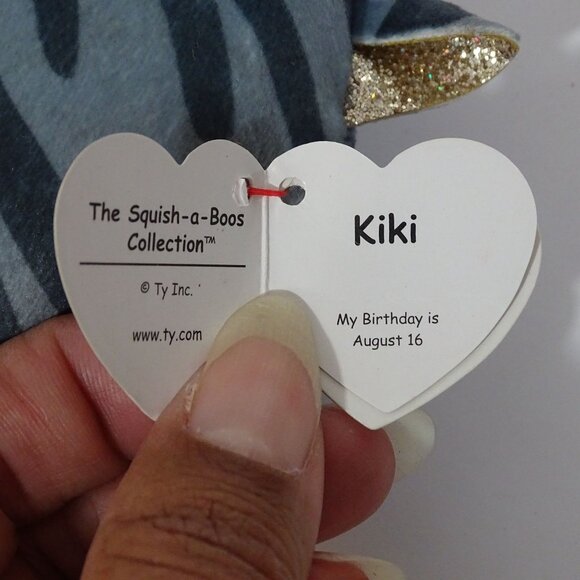 The Squish-a-Boos
Collection™
© Ty Inc.
www.ty.com
Kiki
My Birthday is
August 16